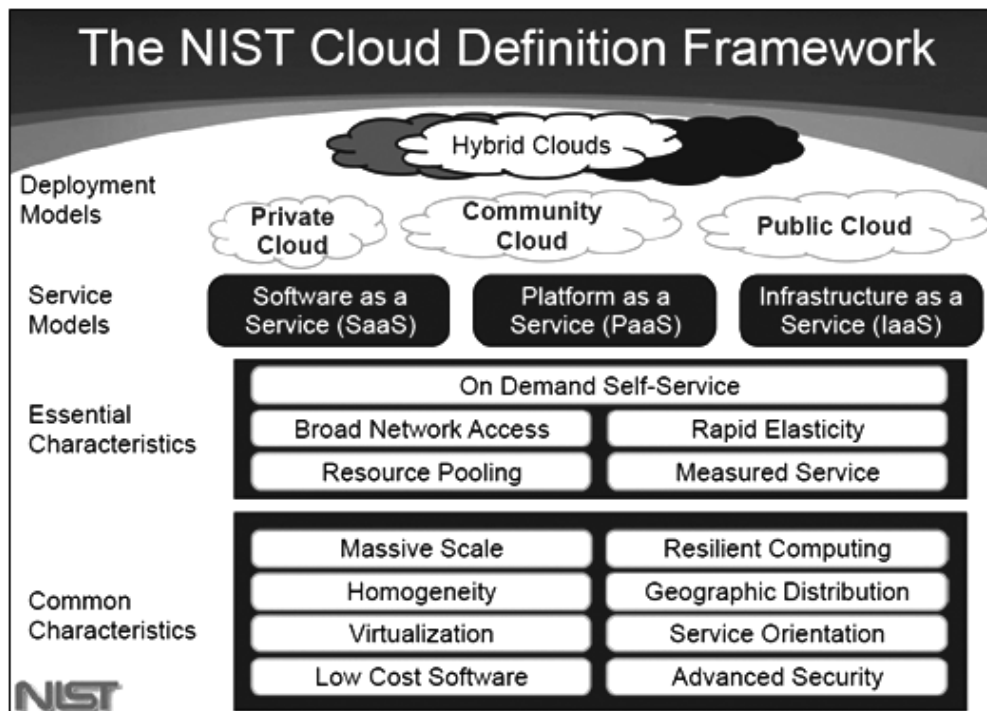 The NIST Cloud Definition Framework
Hybrid Clouds
Deployment
Models
Private
Cloud
Community
Cloud
Public Cloud
Service
Models
Software as a
Service (SaaS)
Platform as a
Service (PaaS)
Infrastructure as a
Service (IaaS)
Essential
Characteristics
On Demand Self-Service
Broad Network Access
Rapid Elasticity
Resource Pooling
Measured Service
Common
Characteristics
Massive Scale
Resilient Computing
Homogeneity
Geographic Distribution
Virtualization
Service Orientation
Low Cost Software
Advanced Security
NIST